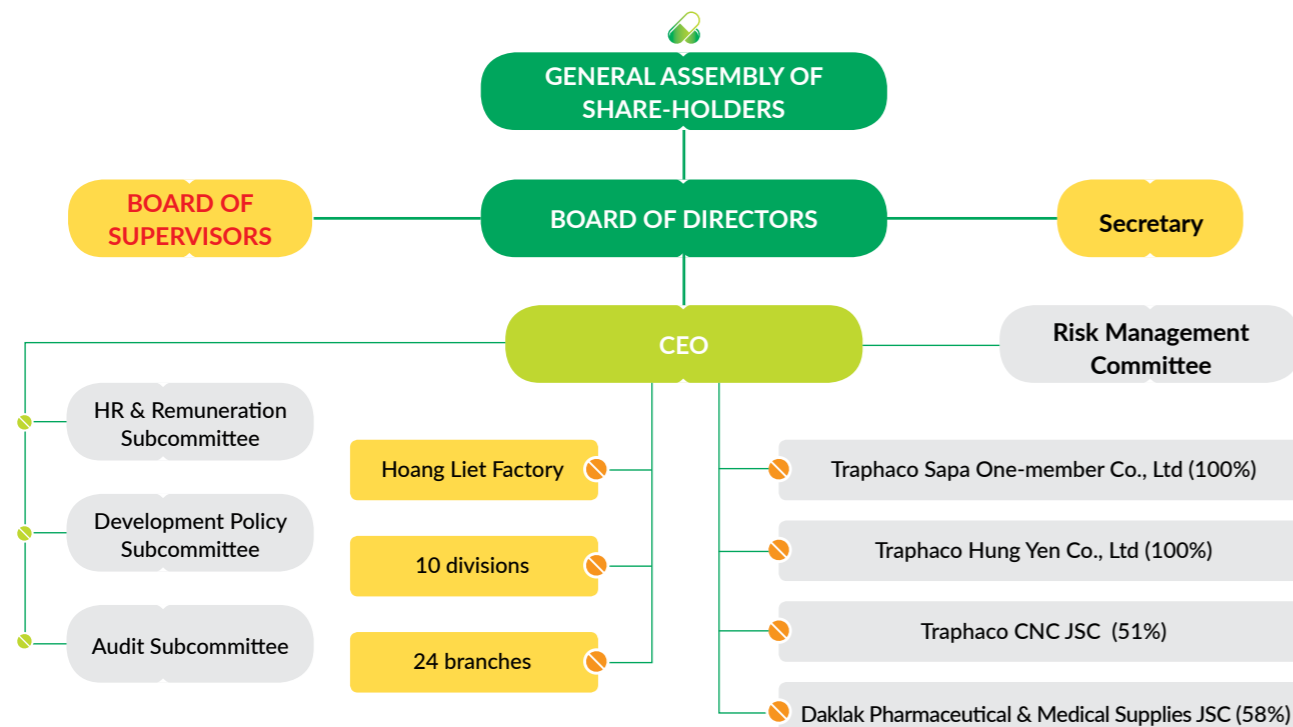 GENERAL ASSEMBLY OF
SHARE-HOLDERS
BOARD OF
SUPERVISORS
BOARD OF DIRECTORS
Secretary
CEO
Risk Management
Committee
HR & Remuneration
Subcommittee
Development Policy
Subcommittee
Audit Subcommittee
Hoang Liet Factory
10 divisions
24 branches
Traphaco Sapa One-member Co., Ltd (100%)
Traphaco Hung Yen Co., Ltd (100%)
Traphaco CNC JSC (51%)
Daklak Pharmaceutical & Medical Supplies JSC (58%)